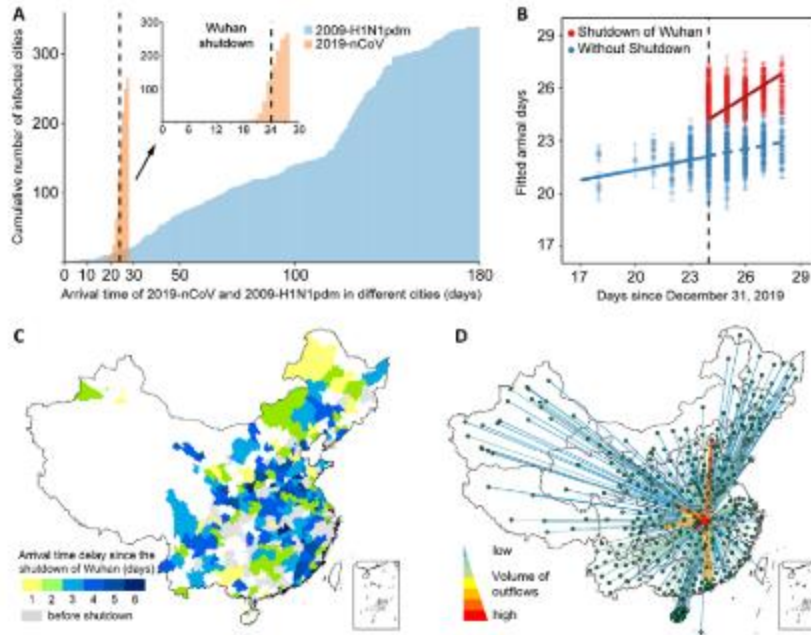 A
Cumulative number of infected cities
300
200
100
0 10 20 30 50 100 180
Arrival time of 2019-nCoV and 2009-H1N1pdm in different cities (days)
Wuhan
shutdown
300
200
100
0 6 12 18 24 30
2009-H1N1pdm
2019-nCoV
B
Shutdown of Wuhan
Without Shutdown
Fitted arrival days
29
26
23
20
17
17 20 23 26 29
Days since December 31, 2019
C
Arrival time delay since the
shutdown of Wuhan (days)
1 2 3 4 5 6
before shutdown
D
low
Volume of
outflows
high